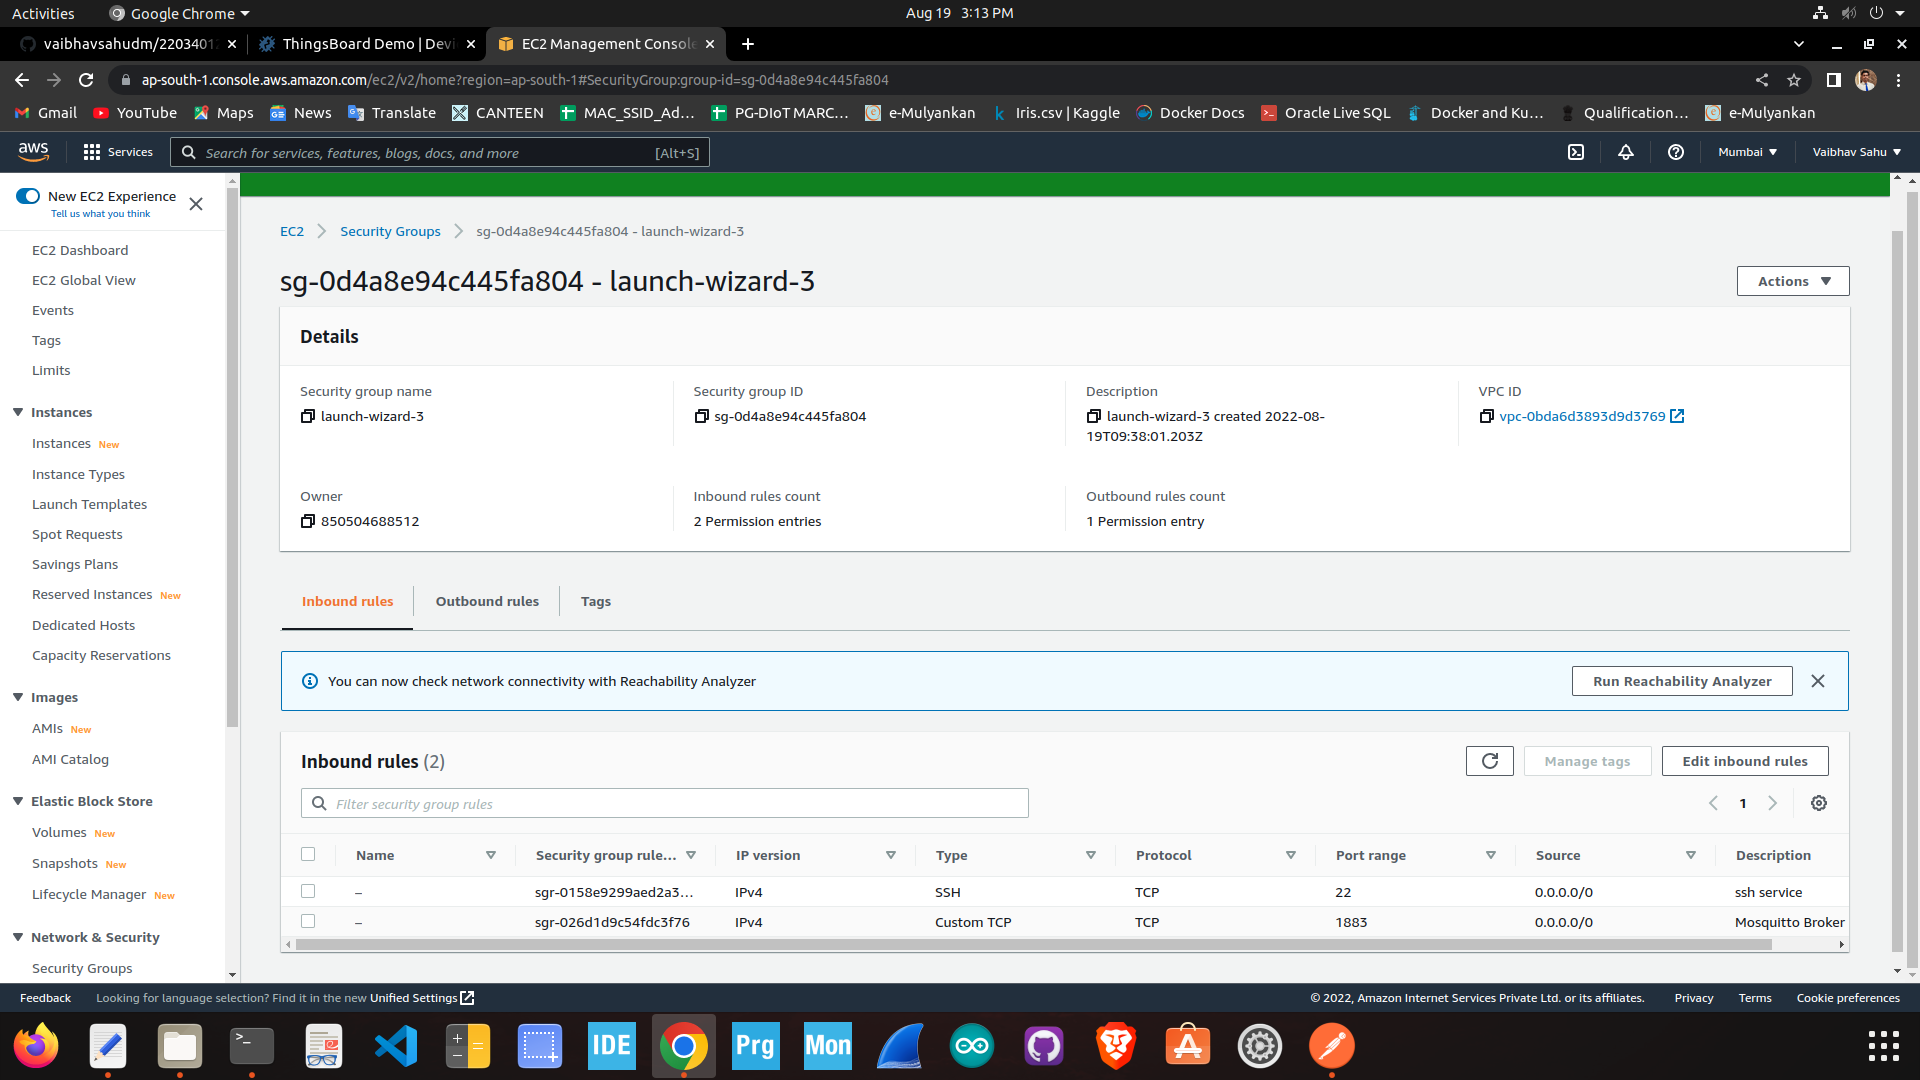 Activities
Google Chrome
Aug 19 3:13 PM
vaibhavsahudm/2203401
ThingsBoard Demo | Devi
EC2 Management Console
ap-south-1.console.aws.amazon.com/ec2/v2/home?region=ap-south-1#SecurityGroup:group-id=sg-0d4a8e94c445fa804
Gmail
YouTube
Maps
News
Translate
CANTEEN
MAC_SSID_Ad...
PG-DIoT MARC...
e-Mulyankan
Iris.csv | Kaggle
Docker Docs
Oracle Live SQL
Docker and Ku...
Qualification...
e-Mulyankan
aws
Services
Search for services, features, blogs, docs, and more
[Alt+S]
Mumbai
Vaibhav Sahu
New EC2 Experience
Tell us what you think
EC2 Dashboard
EC2 Global View
Events
Tags
Limits
Instances
Instances New
Instance Types
Launch Templates
Spot Requests
Savings Plans
Reserved Instances New
Dedicated Hosts
Capacity Reservations
Images
AMIs New
AMI Catalog
Elastic Block Store
Volumes New
Snapshots New
Lifecycle Manager New
Network & Security
Security Groups
EC2
Security Groups
sg-0d4a8e94c445fa804 - launch-wizard-3
sg-0d4a8e94c445fa804 - launch-wizard-3
Actions
Details
Security group name
launch-wizard-3
Security group ID
sg-0d4a8e94c445fa804
Description
launch-wizard-3 created 2022-08-
19T09:38:01.203Z
VPC ID
vpc-0bda6d3893d9d3769
Owner
850504688512
Inbound rules count
2 Permission entries
Outbound rules count
1 Permission entry
Inbound rules
Outbound rules
Tags
You can now check network connectivity with Reachability Analyzer
Run Reachability Analyzer
Inbound rules (2)
Manage tags
Edit inbound rules
Filter security group rules
1
Name Security group rule... IP version Type Protocol Port range Source Description
– sgr-0158e9299aed2a3... IPv4 SSH TCP 22 0.0.0.0/0 ssh service
– sgr-026d1d9c54fdc3f76 IPv4 Custom TCP TCP 1883 0.0.0.0/0 Mosquitto Broker
Feedback
Looking for language selection? Find it in the new Unified Settings
© 2022, Amazon Internet Services Private Ltd. or its affiliates.
Privacy
Terms
Cookie preferences
IDE
Prg
Mon